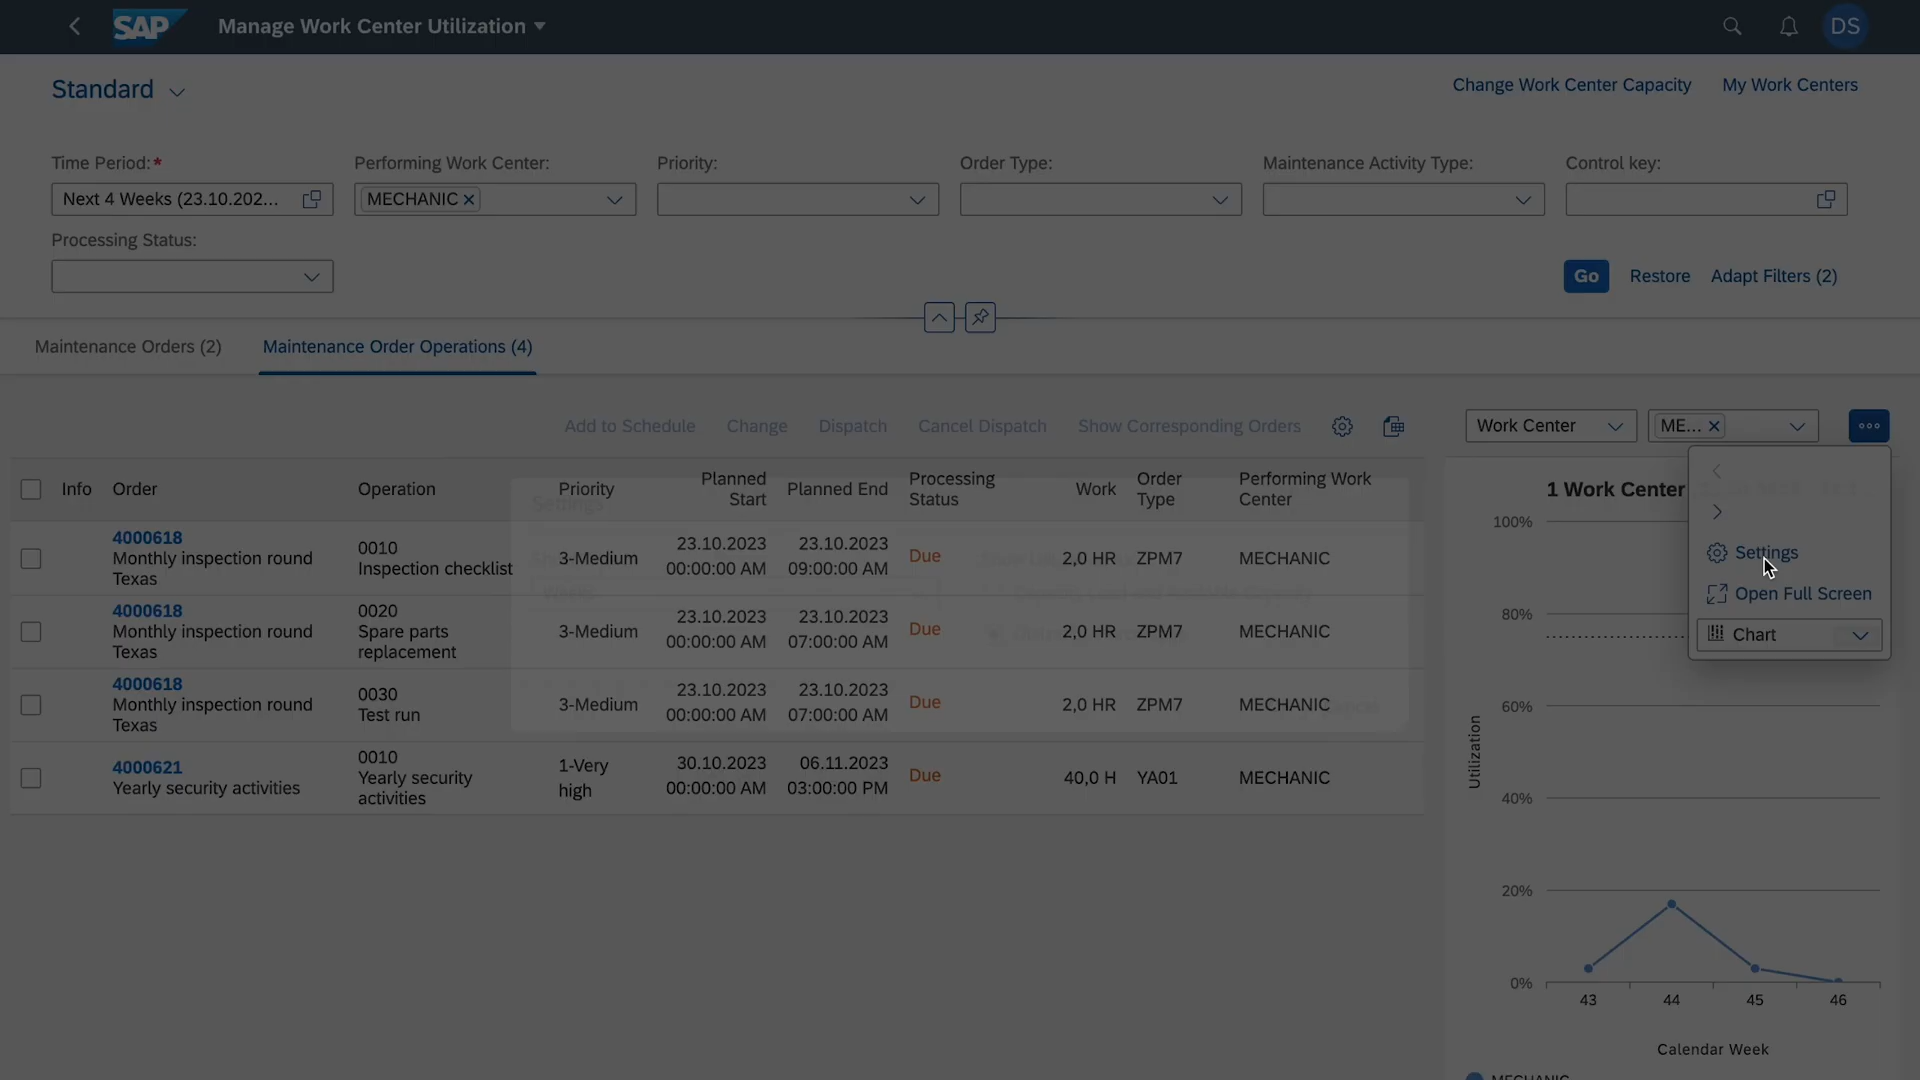 SAP
Manage Work Center Utilization
DS
Standard
Change Work Center Capacity
My Work Centers
Time Period:*
Performing Work Center:
Priority:
Order Type:
Maintenance Activity Type:
Control key:
Next 4 Weeks (23.10.202...
MECHANIC
Processing Status:
Go
Restore
Adapt Filters (2)
Maintenance Orders (2)
Maintenance Order Operations (4)
Add to Schedule
Change
Dispatch
Cancel Dispatch
Show Corresponding Orders
Work Center
ME...
Info
Order
Operation
Priority
Planned
Start
Planned End
Processing
Status
Work
Order
Type
Performing Work
Center
4000618
Monthly inspection round
Texas
0010
Inspection checklist
3-Medium
23.10.2023
00:00:00 AM
23.10.2023
09:00:00 AM
Due
2,0 HR
ZPM7
MECHANIC
4000618
Monthly inspection round
Texas
0020
Spare parts
replacement
3-Medium
23.10.2023
00:00:00 AM
23.10.2023
07:00:00 AM
Due
2,0 HR
ZPM7
MECHANIC
4000618
Monthly inspection round
Texas
0030
Test run
3-Medium
23.10.2023
00:00:00 AM
23.10.2023
07:00:00 AM
Due
2,0 HR
ZPM7
MECHANIC
4000621
Yearly security activities
0010
Yearly security
activities
1-Very
high
30.10.2023
00:00:00 AM
06.11.2023
03:00:00 PM
Due
40,0 H
YA01
MECHANIC
Settings
1 Work Center
Settings
Open Full Screen
Chart
100%
80%
60%
40%
20%
0%
Utilization
43
44
45
46
Calendar Week
MECHANIC